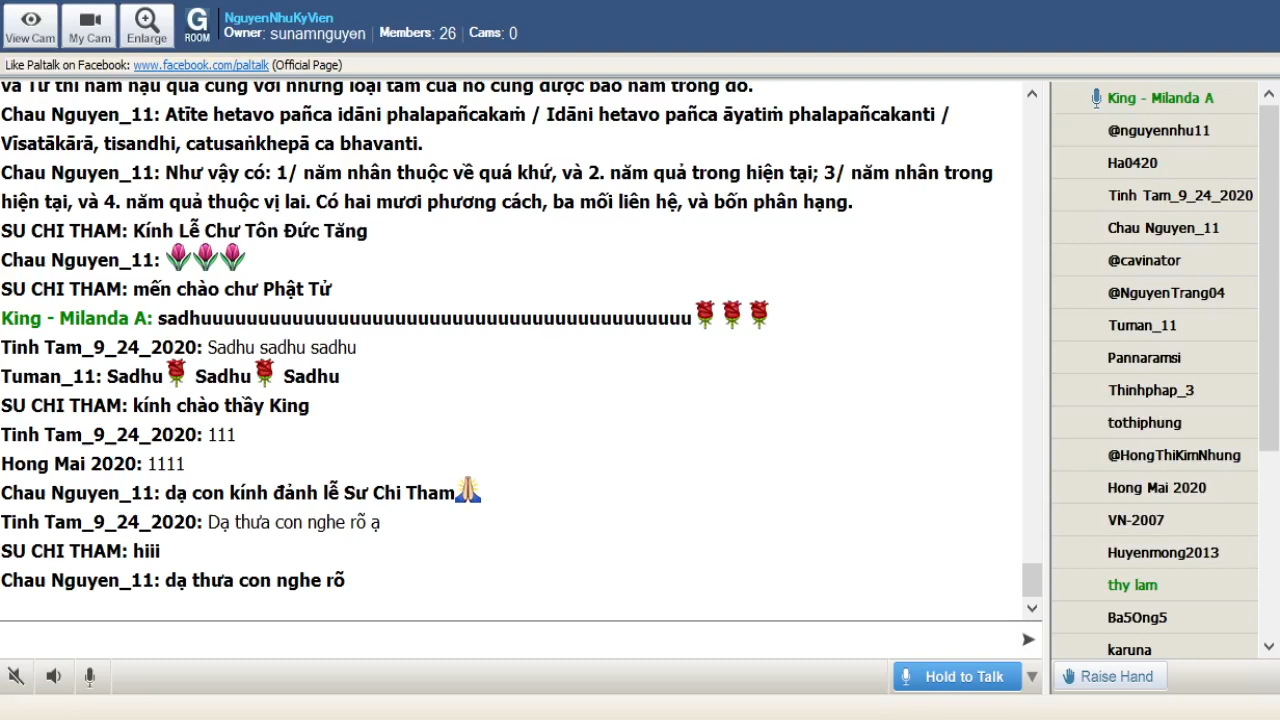 NguyenNhuKyVien
View Cam
My Cam
Enlarge
G
ROOM
Owner: sunamnguyen | Members: 26 | Cams: 0
Like Paltalk on Facebook: www.facebook.com/paltalk (Official Page)
Chau Nguyen_11: Atīte hetavo pañca idāni phalapañcakaṁ / Idāni hetavo pañca āyatiṁ phalapañcakanti /
Vīsatākārā, tisandhi, catusaṅkhepā ca bhavanti.
Chau Nguyen_11: Như vậy có: 1/ năm nhân thuộc về quá khứ, và 2. năm quả trong hiện tại; 3/ năm nhân trong
hiện tại, và 4. năm quả thuộc vị lai. Có hai mươi phương cách, ba mối liên hệ, và bốn phân hạng.
SU CHI THAM: Kính Lễ Chư Tôn Đức Tăng
Chau Nguyen_11:
SU CHI THAM: mến chào chư Phật Tử
King - Milanda A: sadhuuuuuuuuuuuuuuuuuuuuuuuuuuuuuuuuuuuuuuuuuuu
Tinh Tam_9_24_2020: Sadhu sadhu sadhu
Tuman_11: Sadhu Sadhu Sadhu
SU CHI THAM: kính chào thầy King
Tinh Tam_9_24_2020: 111
Hong Mai 2020: 1111
Chau Nguyen_11: dạ con kính đảnh lễ Sư Chi Tham
Tinh Tam_9_24_2020: Dạ thưa con nghe rõ ạ
SU CHI THAM: hiii
Chau Nguyen_11: dạ thưa con nghe rõ
King - Milanda A
@nguyennhu11
Ha0420
Tinh Tam_9_24_2020
Chau Nguyen_11
@cavinator
@NguyenTrang04
Tuman_11
Pannaramsi
Thinhphap_3
tothiphung
@HongThiKimNhung
Hong Mai 2020
VN-2007
Huyenmong2013
thy lam
Ba5Ong5
karuna
Hold to Talk
Raise Hand